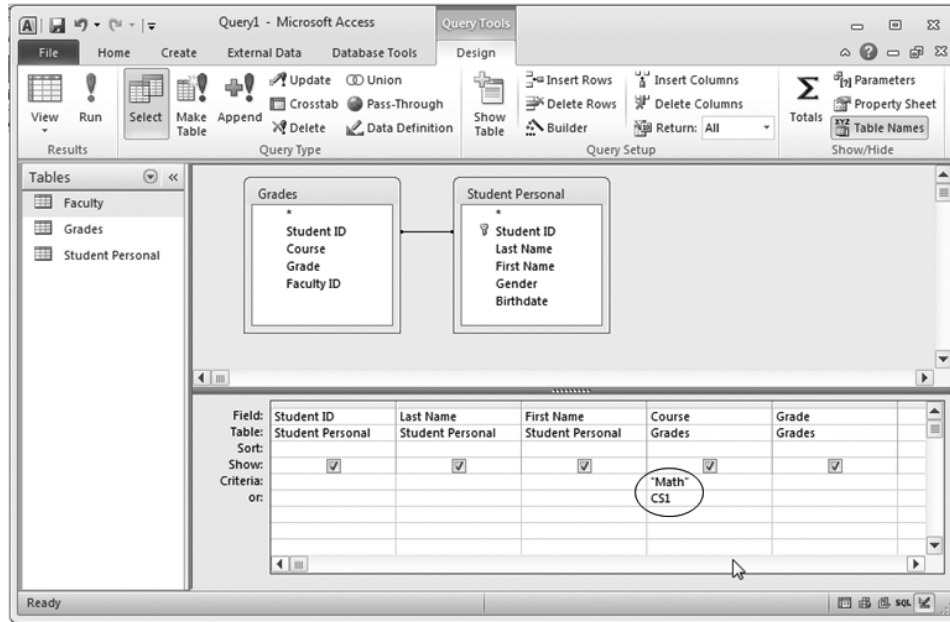 Query1 - Microsoft Access
Query Tools
File Home Create External Data Database Tools Design
View
Run
Select
Make Table
Append
Update
Crosstab
Delete
Union
Pass-Through
Data Definition
Show Table
Insert Rows
Delete Rows
Builder
Insert Columns
Delete Columns
Return: All
Totals
Parameters
Property Sheet
XYZ Table Names
Results Query Type Query Setup Show/Hide
Tables
Faculty
Grades
Student Personal
Grades
*
Student ID
Course
Grade
Faculty ID
Student Personal
*
Student ID
Last Name
First Name
Gender
Birthdate
Field: Student ID Last Name First Name Course Grade
Table: Student Personal Student Personal Student Personal Grades Grades
Sort:
Show:
Criteria: "Math"
or: CS1
Ready SQL